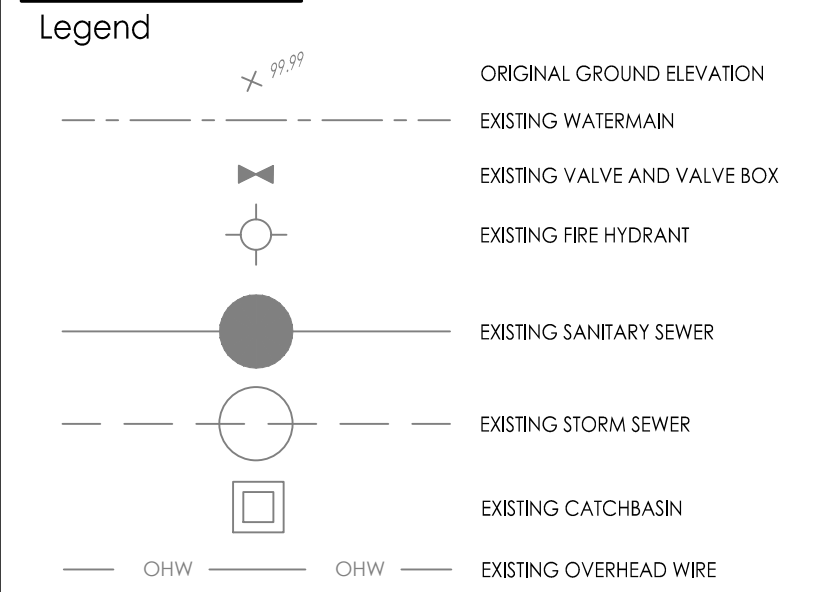 Legend
99.99 ORIGINAL GROUND ELEVATION
EXISTING WATERMAIN
EXISTING VALVE AND VALVE BOX
EXISTING FIRE HYDRANT
EXISTING SANITARY SEWER
EXISTING STORM SEWER
EXISTING CATCHBASIN
OHW OHW EXISTING OVERHEAD WIRE